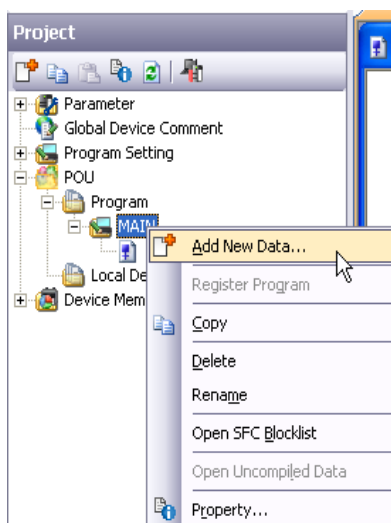 Project
Parameter
Global Device Comment
Program Setting
POU
Program
MAIN
Local De
Device Mem
Add New Data...
Register Program
Copy
Delete
Rename
Open SFC Blocklist
Open Uncompiled Data
Property...